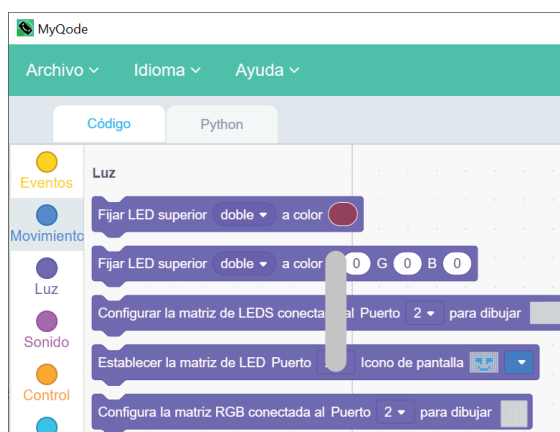 MyQode
Archivo Idioma Ayuda
Código Python
Eventos
Movimiento
Luz
Sonido
Control
Luz
Fijar LED superior doble a color
Fijar LED superior doble a color 0 G 0 B 0
Configurar la matriz de LEDS conecta al Puerto 2 para dibujar
Establecer la matriz de LED Puerto Icono de pantalla
Configura la matriz RGB conectada al Puerto 2 para dibujar